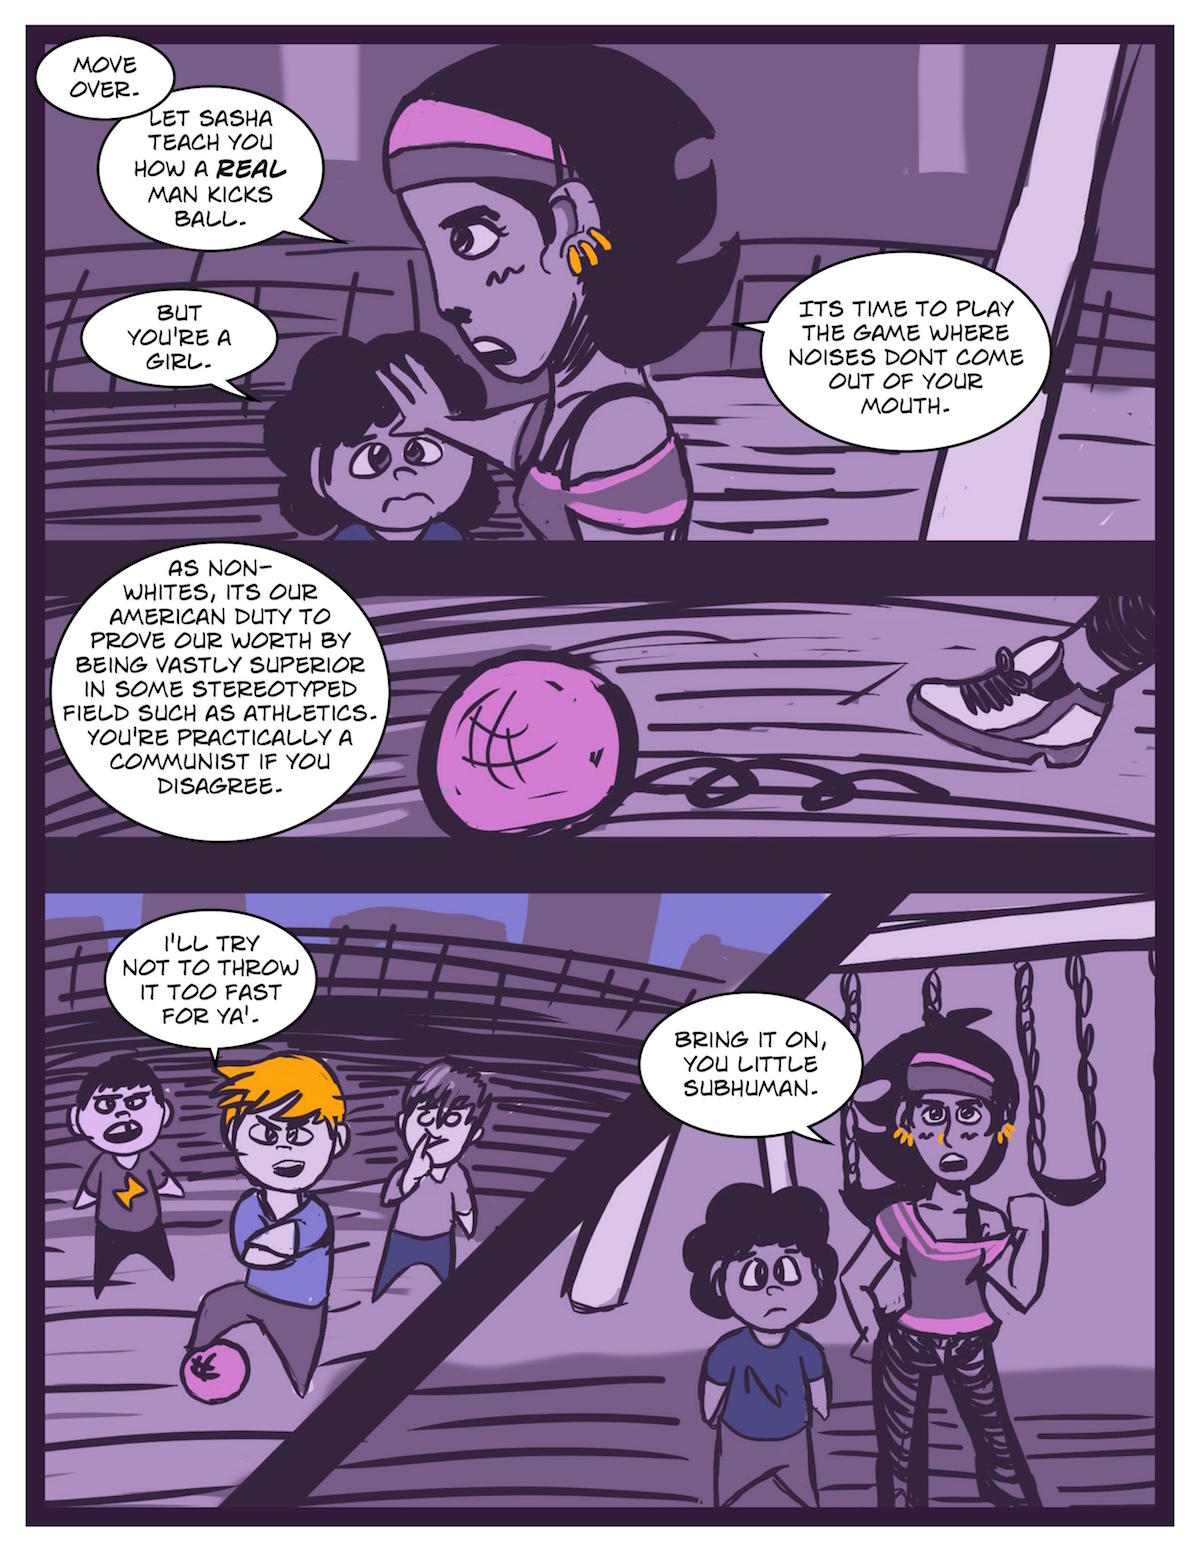 MOVE
OVER.
LET SASHA
TEACH YOU
HOW A REAL
MAN KICKS
BALL.
BUT
YOU'RE A
GIRL.
ITS TIME TO PLAY
THE GAME WHERE
NOISES DONT COME
OUT OF YOUR
MOUTH.
AS NON-
WHITES, ITS OUR
AMERICAN DUTY TO
PROVE OUR WORTH BY
BEING VASTLY SUPERIOR
IN SOME STEREOTYPED
FIELD SUCH AS ATHLETICS.
YOU'RE PRACTICALLY A
COMMUNIST IF YOU
DISAGREE.
I'LL TRY
NOT TO THROW
IT TOO FAST
FOR YA'.
BRING IT ON,
YOU LITTLE
SUBHUMAN.